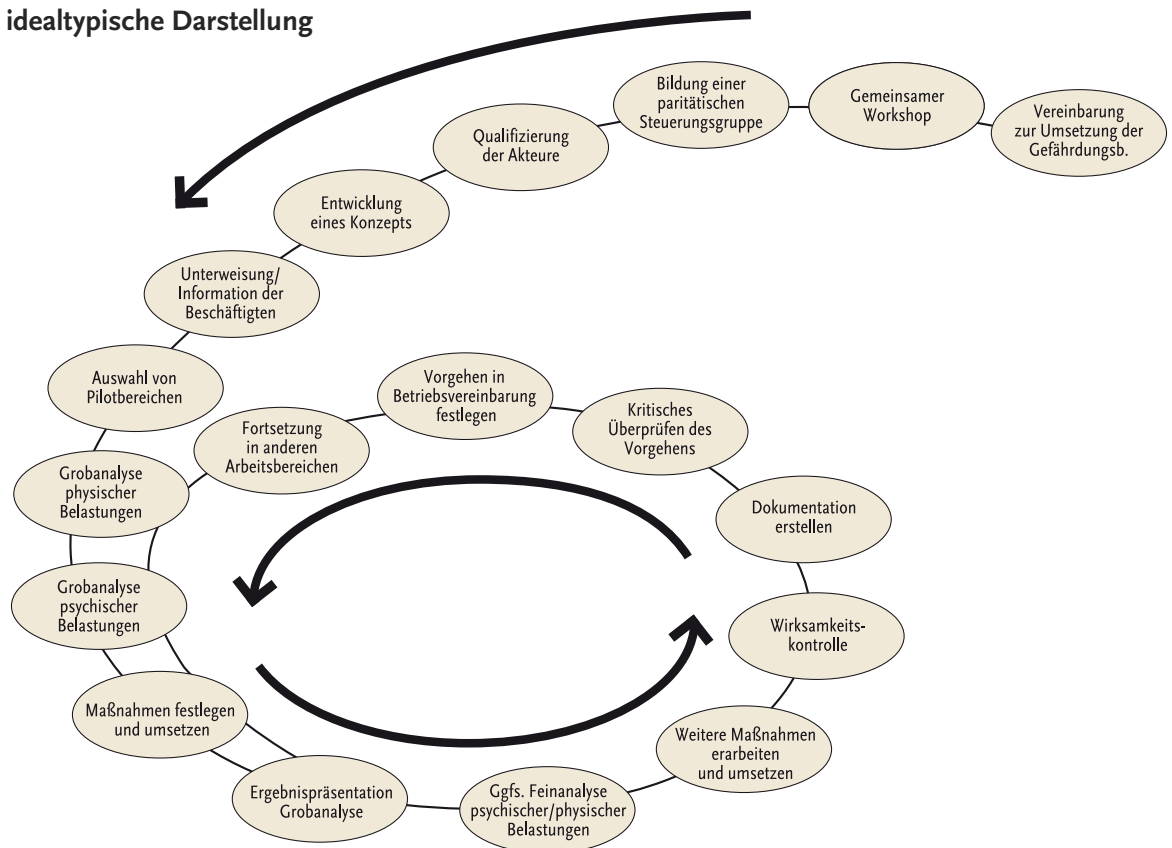 idealtypische Darstellung
Vereinbarung
zur Umsetzung der
Gefährdungsb.
Gemeinsamer
Workshop
Bildung einer
paritätischen
Steuerungsgruppe
Qualifizierung
der Akteure
Entwicklung
eines Konzepts
Unterweisung/
Information der
Beschäftigten
Auswahl von
Pilotbereichen
Grobanalyse
physischer
Belastungen
Grobanalyse
psychischer
Belastungen
Maßnahmen festlegen
und umsetzen
Ergebnispräsentation
Grobanalyse
Ggfs. Feinanalyse
psychischer/physischer
Belastungen
Weitere Maßnahmen
erarbeiten
und umsetzen
Wirksamkeits-
kontrolle
Dokumentation
erstellen
Kritisches
Überprüfen des
Vorgehens
Vorgehen in
Betriebsvereinbarung
festlegen
Fortsetzung
in anderen
Arbeitsbereichen